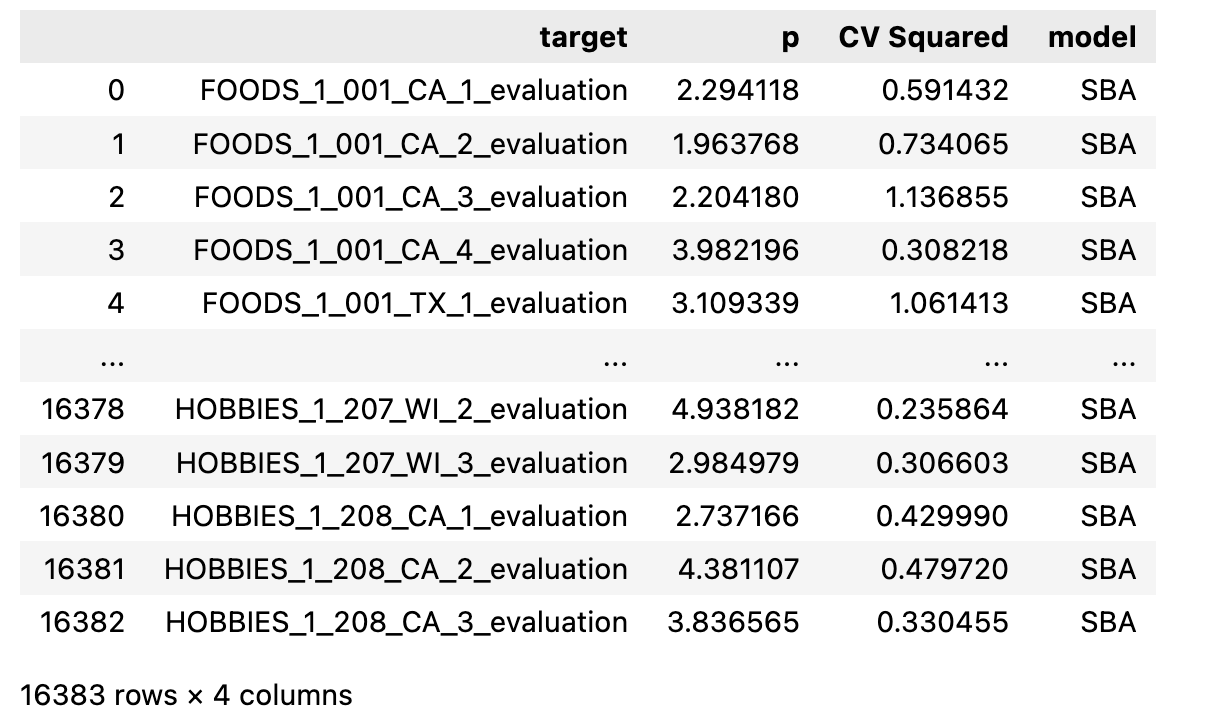 target p CV Squared model
0 FOODS_1_001_CA_1_evaluation 2.294118 0.591432 SBA
1 FOODS_1_001_CA_2_evaluation 1.963768 0.734065 SBA
2 FOODS_1_001_CA_3_evaluation 2.204180 1.136855 SBA
3 FOODS_1_001_CA_4_evaluation 3.982196 0.308218 SBA
4 FOODS_1_001_TX_1_evaluation 3.109339 1.061413 SBA
... ... ... ... ...
16378 HOBBIES_1_207_WI_2_evaluation 4.938182 0.235864 SBA
16379 HOBBIES_1_207_WI_3_evaluation 2.984979 0.306603 SBA
16380 HOBBIES_1_208_CA_1_evaluation 2.737166 0.429990 SBA
16381 HOBBIES_1_208_CA_2_evaluation 4.381107 0.479720 SBA
16382 HOBBIES_1_208_CA_3_evaluation 3.836565 0.330455 SBA
16383 rows × 4 columns